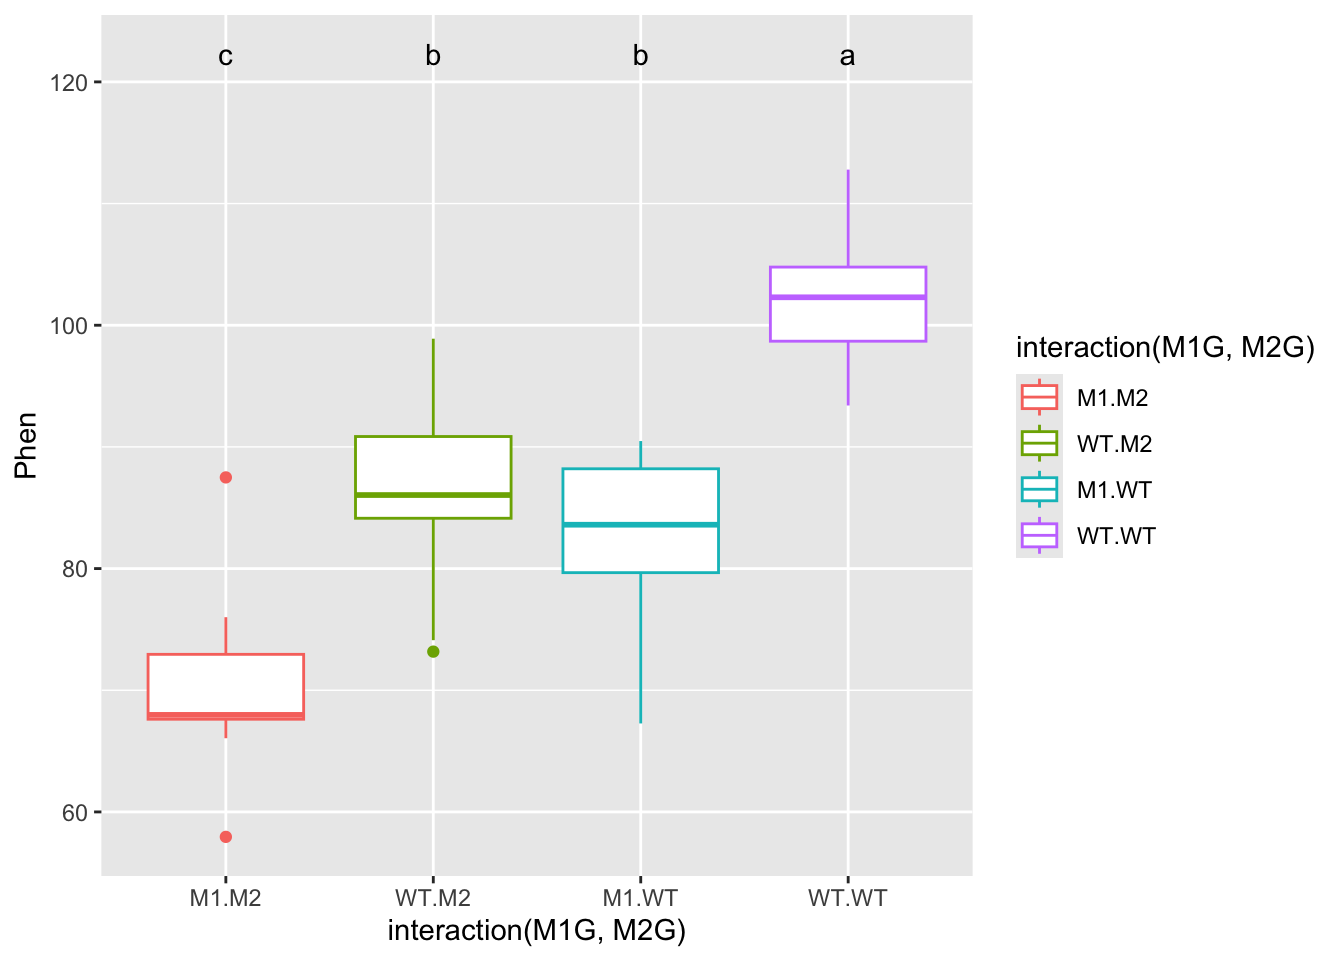 c b b a
120
100
80
60
Phen
M1.M2 WT.M2 M1.WT WT.WT
interaction(M1G, M2G)
interaction(M1G, M2G)
M1.M2
WT.M2
M1.WT
WT.WT